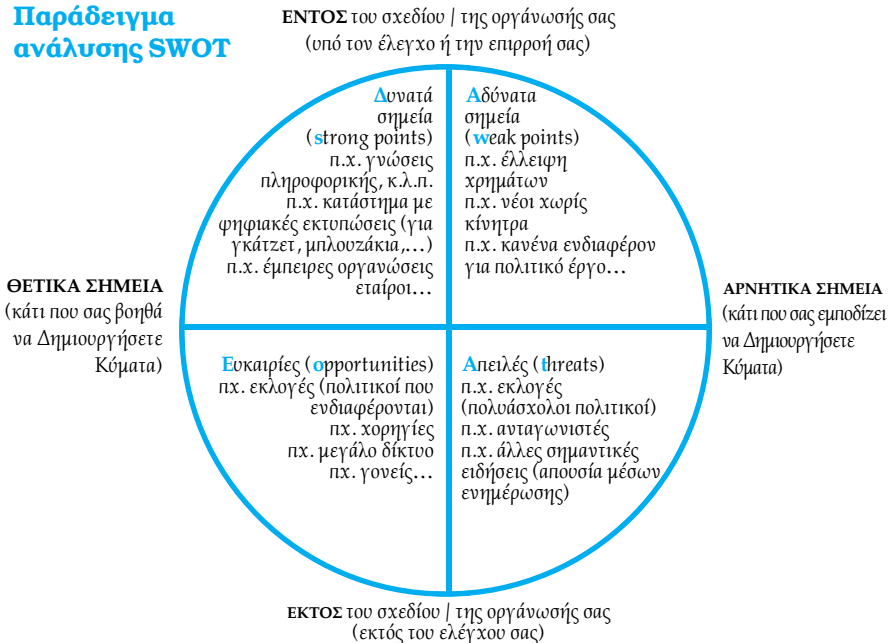 Παράδειγμα
ανάλυσης SWOT
ΕΝΤΟΣ του σχεδίου | της οργάνωσής σας
(υπό τον έλεγχο ή την επιρροή σας)
Δυνατά
σημεία
(strong points)
π.χ. γνώσεις
πληροφορικής, κ.λ.π.
π.χ. κατάστημα με
ψηφιακές εκτυπώσεις (για
γκάτζετ, μπλουζάκια,...)
π.χ. έμπειρες οργανώσεις
εταίροι...
Αδύνατα
σημεία
(weak points)
π.χ. έλλειψη
χρημάτων
π.χ. νέοι χωρίς
κίνητρα
π.χ. κανένα ενδιαφέρον
για πολιτικό έργο...
ΘΕΤΙΚΑ ΣΗΜΕΙΑ
(κάτι που σας βοηθά
να Δημιουργήσετε
Κύματα)
ΑΡΝΗΤΙΚΑ ΣΗΜΕΙΑ
(κάτι που σας εμποδίζει
να Δημιουργήσετε
Κύματα)
Ευκαιρίες (opportunities)
πχ. εκλογές (πολιτικοί που
ενδιαφέρονται)
πχ. χορηγίες
πχ. μεγάλο δίκτυο
πχ. γονείς...
Απειλές (threats)
π.χ. εκλογές
(πολυάσχολοι πολιτικοί)
π.χ. ανταγωνιστές
π.χ. άλλες σημαντικές
ειδήσεις (απουσία μέσων
ενημέρωσης)
ΕΚΤΟΣ του σχεδίου | της οργάνωσής σας
(εκτός του ελέγχου σας)